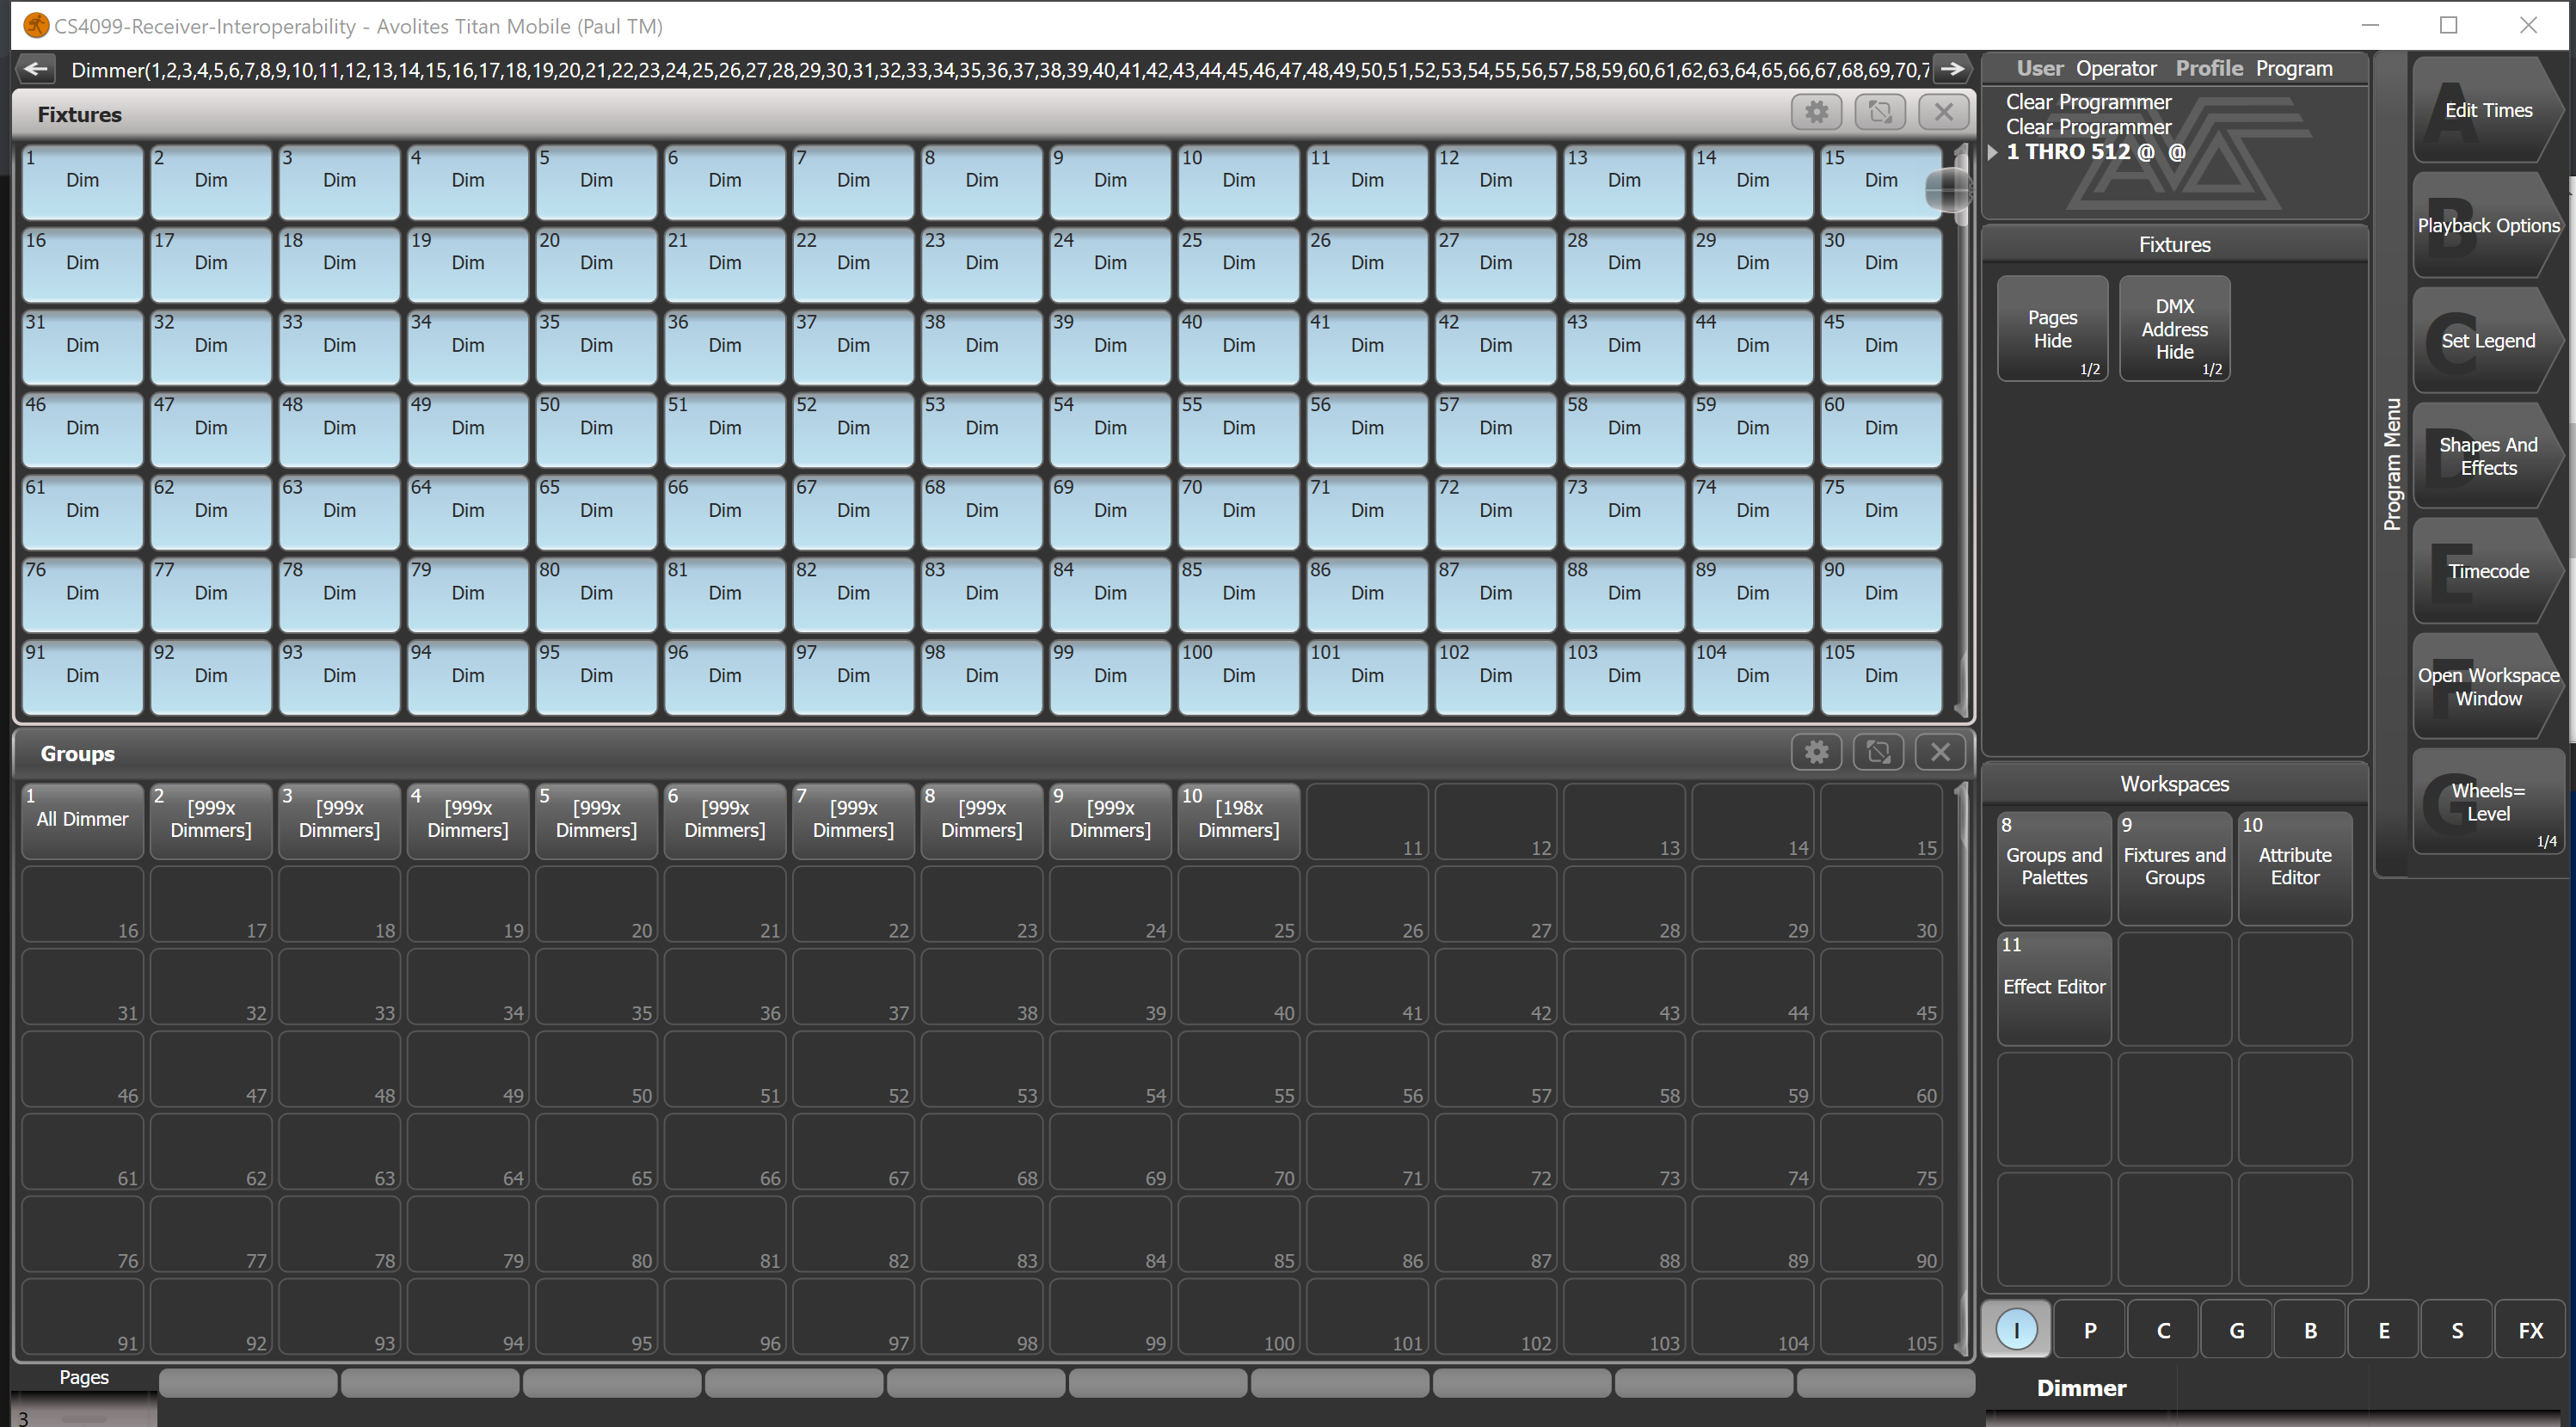 CS4099-Receiver-Interoperability - Avolites Titan Mobile (Paul TM)
Dimmer(1,2,3,4,5,6,7,8,9,10,11,12,13,14,15,16,17,18,19,20,21,22,23,24,25,26,27,28,29,30,31,32,33,34,35,36,37,38,39,40,41,42,43,44,45,46,47,48,49,50,51,52,53,54,55,56,57,58,59,60,61,62,63,64,65,66,67,68,69,70,7
Fixtures
1 Dim 2 Dim 3 Dim 4 Dim 5 Dim 6 Dim 7 Dim 8 Dim 9 Dim 10 Dim 11 Dim 12 Dim 13 Dim 14 Dim 15 Dim
16 Dim 17 Dim 18 Dim 19 Dim 20 Dim 21 Dim 22 Dim 23 Dim 24 Dim 25 Dim 26 Dim 27 Dim 28 Dim 29 Dim 30 Dim
31 Dim 32 Dim 33 Dim 34 Dim 35 Dim 36 Dim 37 Dim 38 Dim 39 Dim 40 Dim 41 Dim 42 Dim 43 Dim 44 Dim 45 Dim
46 Dim 47 Dim 48 Dim 49 Dim 50 Dim 51 Dim 52 Dim 53 Dim 54 Dim 55 Dim 56 Dim 57 Dim 58 Dim 59 Dim 60 Dim
61 Dim 62 Dim 63 Dim 64 Dim 65 Dim 66 Dim 67 Dim 68 Dim 69 Dim 70 Dim 71 Dim 72 Dim 73 Dim 74 Dim 75 Dim
76 Dim 77 Dim 78 Dim 79 Dim 80 Dim 81 Dim 82 Dim 83 Dim 84 Dim 85 Dim 86 Dim 87 Dim 88 Dim 89 Dim 90 Dim
91 Dim 92 Dim 93 Dim 94 Dim 95 Dim 96 Dim 97 Dim 98 Dim 99 Dim 100 Dim 101 Dim 102 Dim 103 Dim 104 Dim 105 Dim
Groups
1 All Dimmer
2 [999x Dimmers]
3 [999x Dimmers]
4 [999x Dimmers]
5 [999x Dimmers]
6 [999x Dimmers]
7 [999x Dimmers]
8 [999x Dimmers]
9 [999x Dimmers]
10 [198x Dimmers]
11 12 13 14 15
16 17 18 19 20 21 22 23 24 25 26 27 28 29 30
31 32 33 34 35 36 37 38 39 40 41 42 43 44 45
46 47 48 49 50 51 52 53 54 55 56 57 58 59 60
61 62 63 64 65 66 67 68 69 70 71 72 73 74 75
76 77 78 79 80 81 82 83 84 85 86 87 88 89 90
91 92 93 94 95 96 97 98 99 100 101 102 103 104 105
Pages
3
User Operator Profile Program
Clear Programmer
Clear Programmer
1 THRO 512 @ @
Fixtures
Pages
Hide
1/2
DMX
Address
Hide
1/2
Workspaces
8
Groups and
Palettes
9
Fixtures and
Groups
10
Attribute
Editor
11
Effect Editor
I P C G B E S FX
Dimmer
Program Menu
A
Edit Times
B
Playback Options
C
Set Legend
D
Shapes And
Effects
E
Timecode
F
Open Workspace
Window
G
Wheels=
Level
1/4